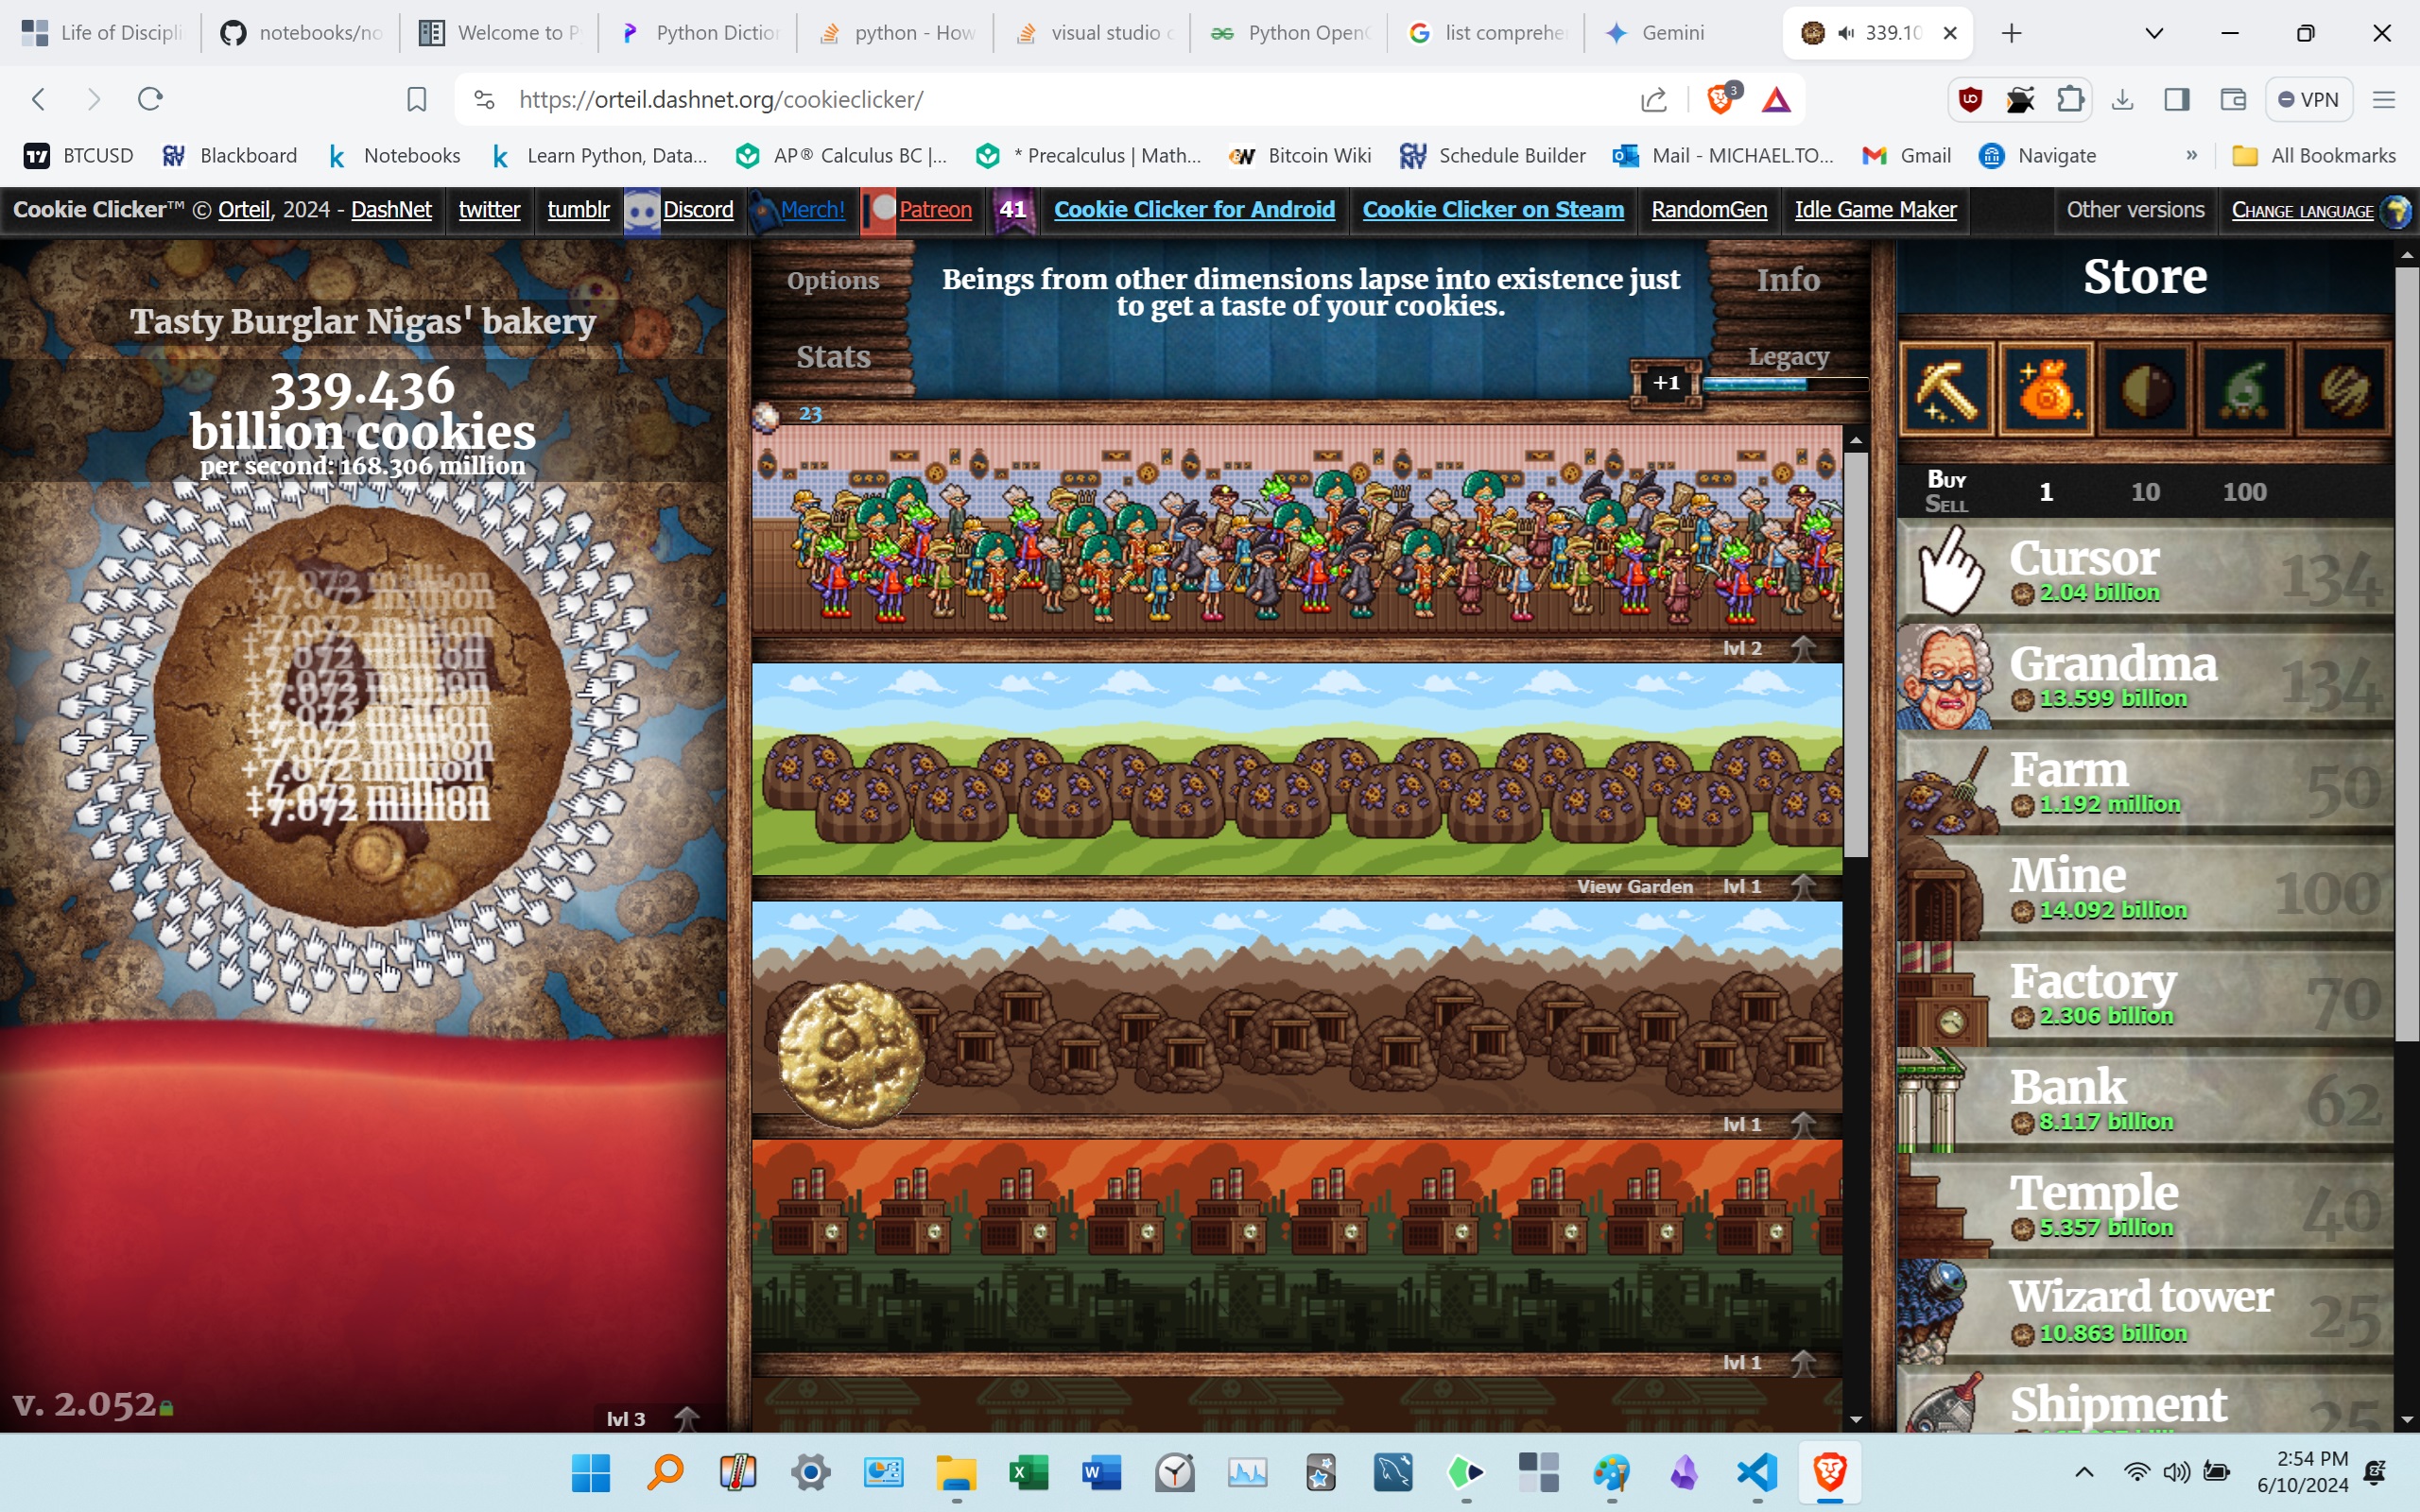 Life of Discipli
notebooks/no
Welcome to P
Python Diction
python - How
visual studio c
Python Open
list comprehe
Gemini
339.10
https://orteil.dashnet.org/cookieclicker/
3
VPN
BTCUSD
Blackboard
Notebooks
Learn Python, Data...
AP® Calculus BC |...
* Precalculus | Math...
Bitcoin Wiki
Schedule Builder
Mail - MICHAEL.TO...
Gmail
Navigate
»
All Bookmarks
Cookie Clicker™ © Orteil, 2024 - DashNet
twitter
tumblr
Discord
Merch!
Patreon
41
Cookie Clicker for Android
Cookie Clicker on Steam
RandomGen
Idle Game Maker
Other versions
Change language
Tasty Burglar Nigas' bakery
339.436
billion cookies
per second: 168.306 million
+7.072 million
+7.072 million
+7.072 million
+7.072 million
+7.072 million
+7.072 million
+7.072 million
+7.072 million
+7.072 million
v. 2.052
lvl 3
Options
Stats
Beings from other dimensions lapse into existence just
to get a taste of your cookies.
Info
Legacy
+1
23
lvl 2
View Garden
lvl 1
lvl 1
lvl 1
Store
Buy
Sell
1
10
100
Cursor
2.04 billion
134
Grandma
13.599 billion
134
Farm
1.192 million
50
Mine
14.092 billion
100
Factory
2.306 billion
70
Bank
8.117 billion
62
Temple
5.357 billion
40
Wizard tower
10.863 billion
25
Shipment
25
2:54 PM
6/10/2024